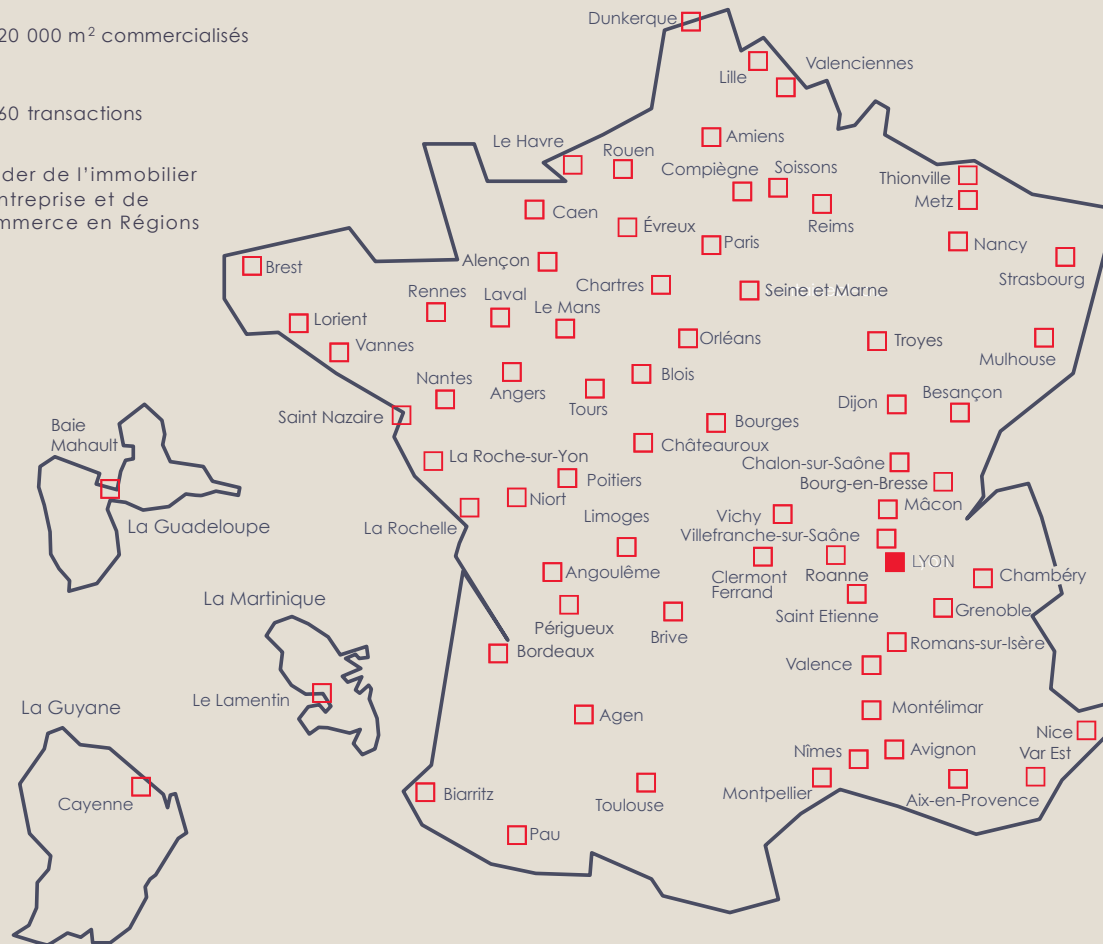 20 000 m² commercialisés
60 transactions
der de l'immobilier
ntreprise et de
mmerce en Régions
Dunkerque
Lille
Valenciennes
Amiens
Le Havre
Rouen
Compiègne
Soissons
Thionville
Metz
Caen
Évreux
Reims
Paris
Nancy
Alençon
Brest
Strasbourg
Chartres
Seine et Marne
Rennes
Laval
Le Mans
Lorient
Vannes
Orléans
Troyes
Mulhouse
Nantes
Angers
Tours
Blois
Dijon
Besançon
Saint Nazaire
Bourges
Châteauroux
Baie
Mahault
La Guadeloupe
La Roche-sur-Yon
Poitiers
Niort
Chalon-sur-Saône
Bourg-en-Bresse
Mâcon
La Rochelle
Limoges
Vichy
Villefranche-sur-Saône
LYON
Angoulême
Clermont
Ferrand
Roanne
Chambéry
La Martinique
Périgueux
Brive
Saint Etienne
Grenoble
Bordeaux
Romans-sur-Isère
Valence
Le Lamentin
Agen
Montélimar
La Guyane
Nice
Var Est
Nîmes
Avignon
Cayenne
Biarritz
Toulouse
Montpellier
Aix-en-Provence
Pau